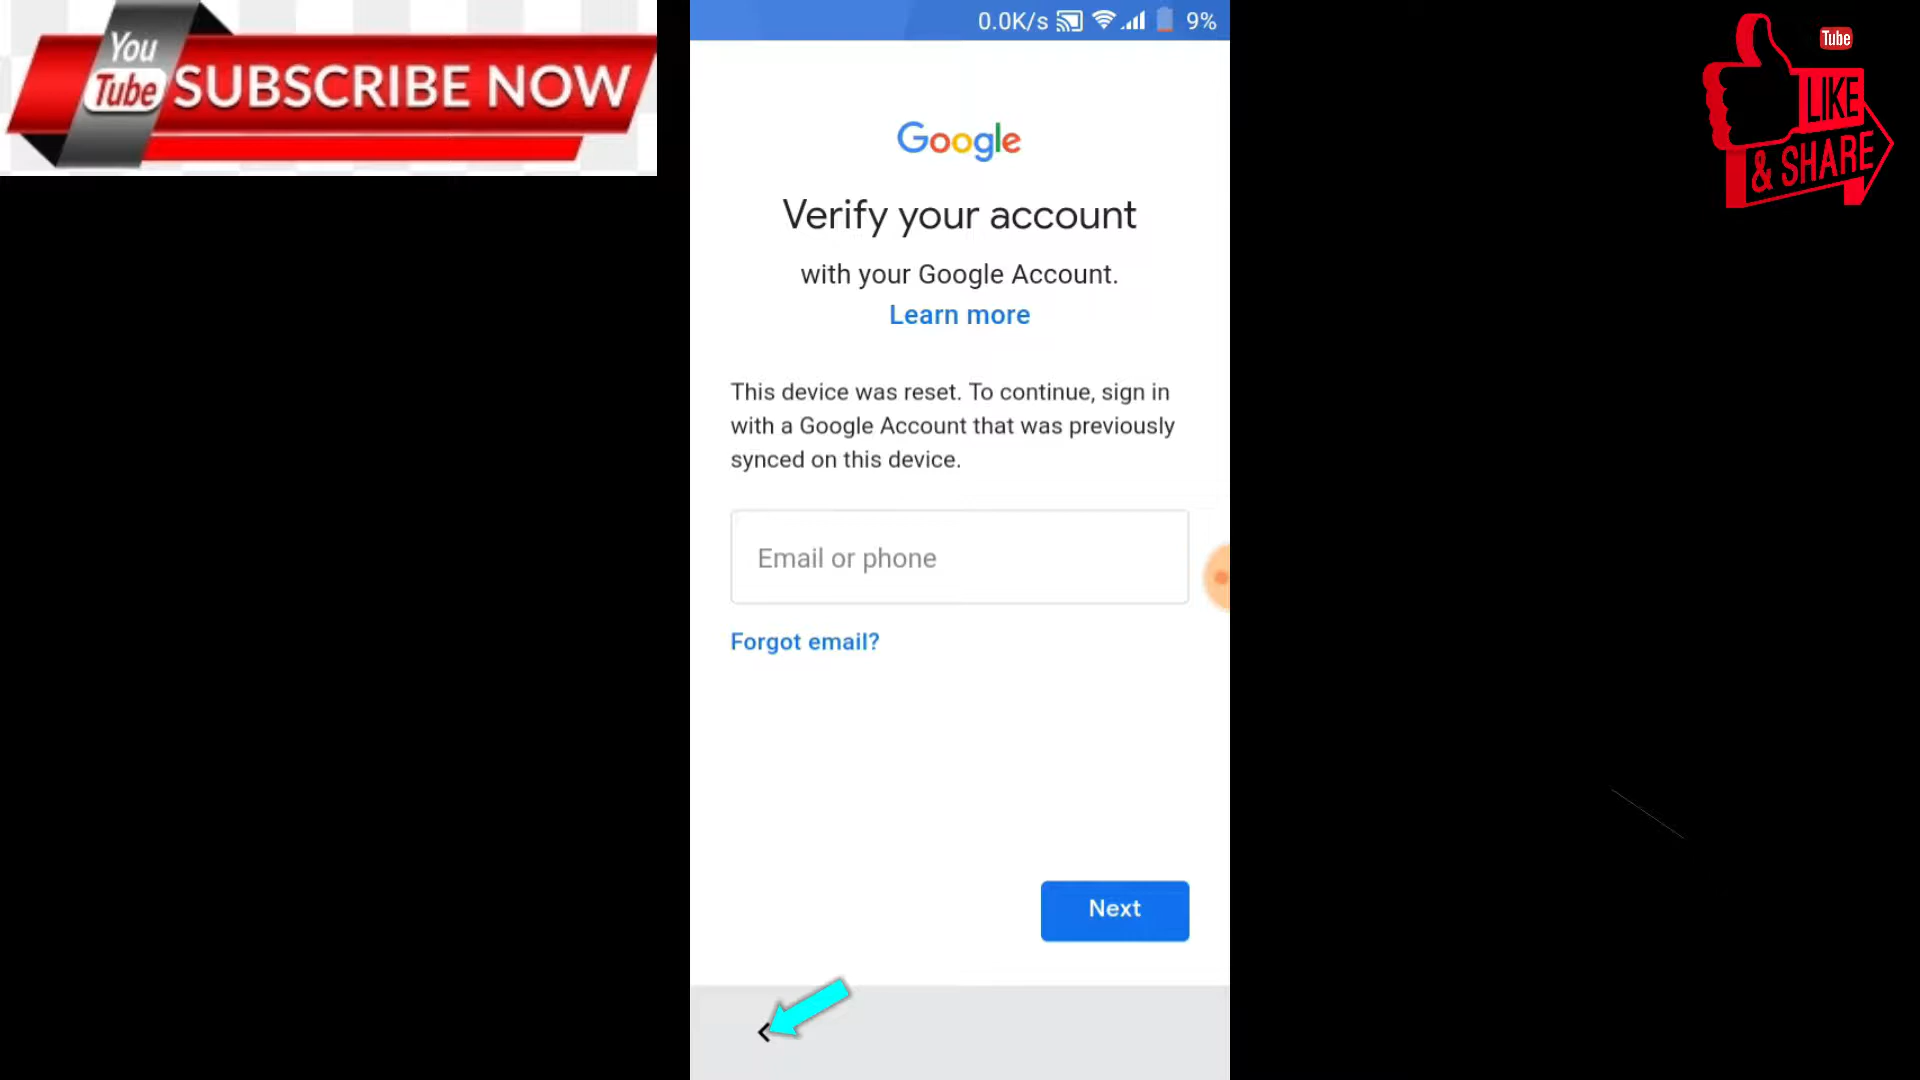 You
Tube SUBSCRIBE NOW
0.0K/s 9%
Tube
LIKE
& SHARE
Google
Verify your account
with your Google Account.
Learn more
This device was reset. To continue, sign in
with a Google Account that was previously
synced on this device.
Email or phone
Forgot email?
Next